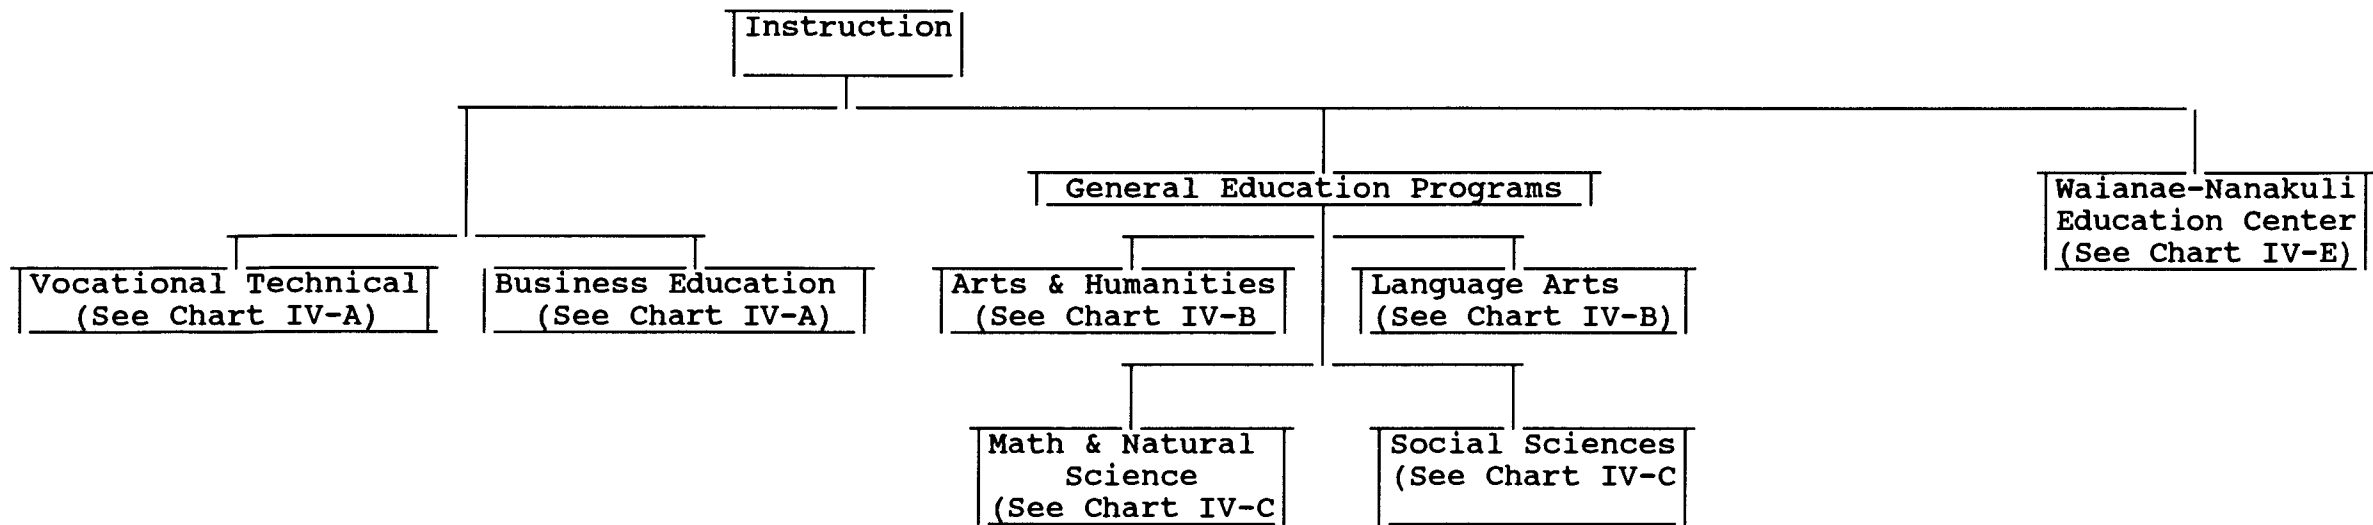 Instruction
General Education Programs
Waianae-Nanakuli
Education Center
(See Chart IV-E)
Vocational Technical
(See Chart IV-A)
Business Education
(See Chart IV-A)
Arts & Humanities
(See Chart IV-B
Language Arts
(See Chart IV-B)
Math & Natural
Science
(See Chart IV-C
Social Sciences
(See Chart IV-C